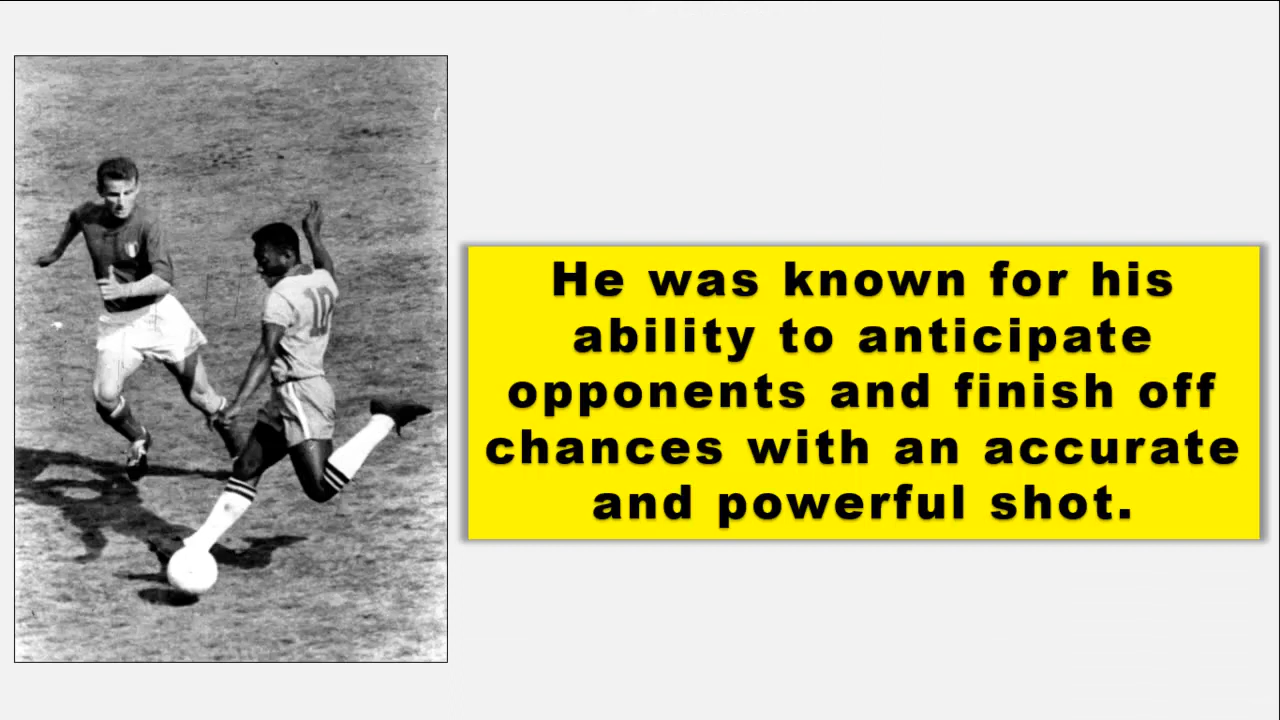 10
He was known for his
ability to anticipate
opponents and finish off
chances with an accurate
and powerful shot.